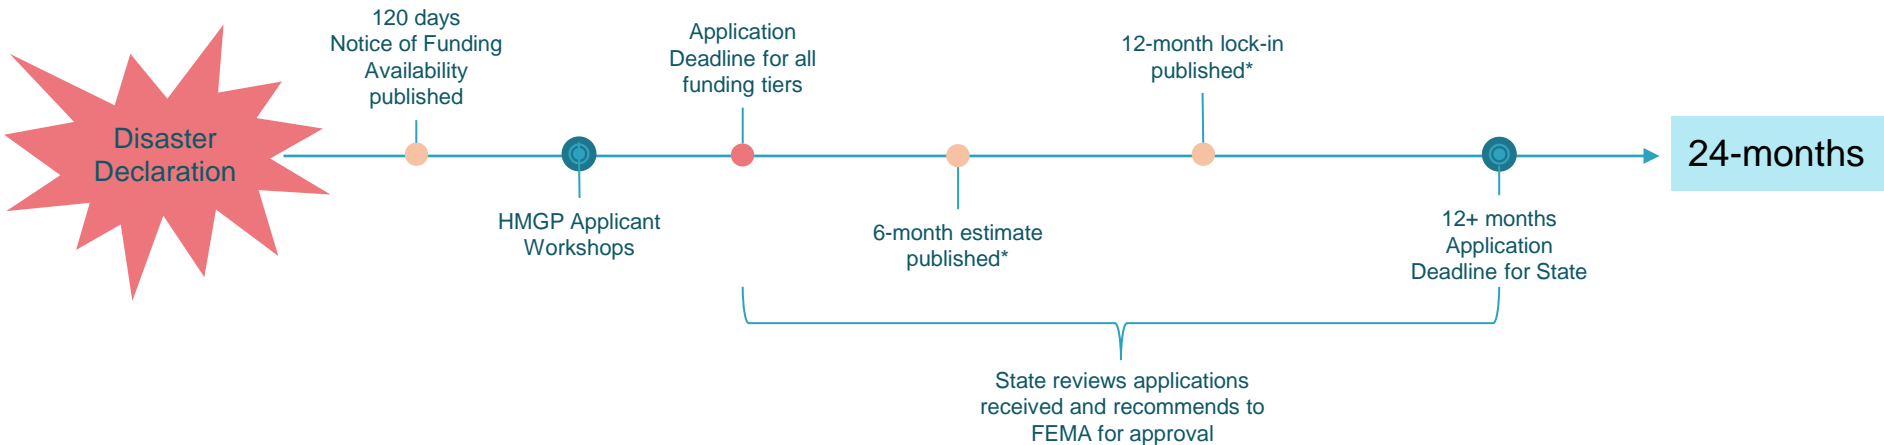 Disaster
Declaration
120 days
Notice of Funding
Availability
published
HMGP Applicant
Workshops
Application
Deadline for all
funding tiers
6-month estimate
published*
12-month lock-in
published*
12+ months
Application
Deadline for State
24-months
State reviews applications
received and recommends to
FEMA for approval